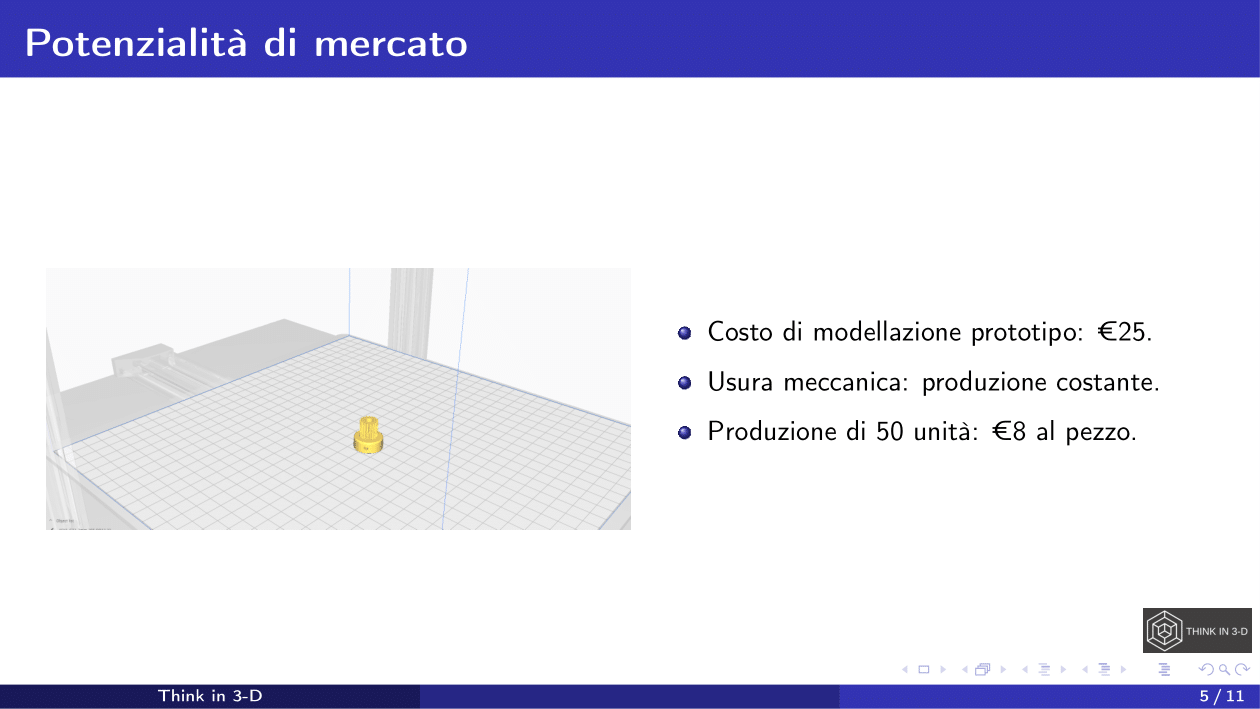 Potenzialità di mercato
Costo di modellazione prototipo: €25.
Usura meccanica: produzione costante.
Produzione di 50 unità: €8 al pezzo.
THINK IN 3-D
Think in 3-D
5 / 11